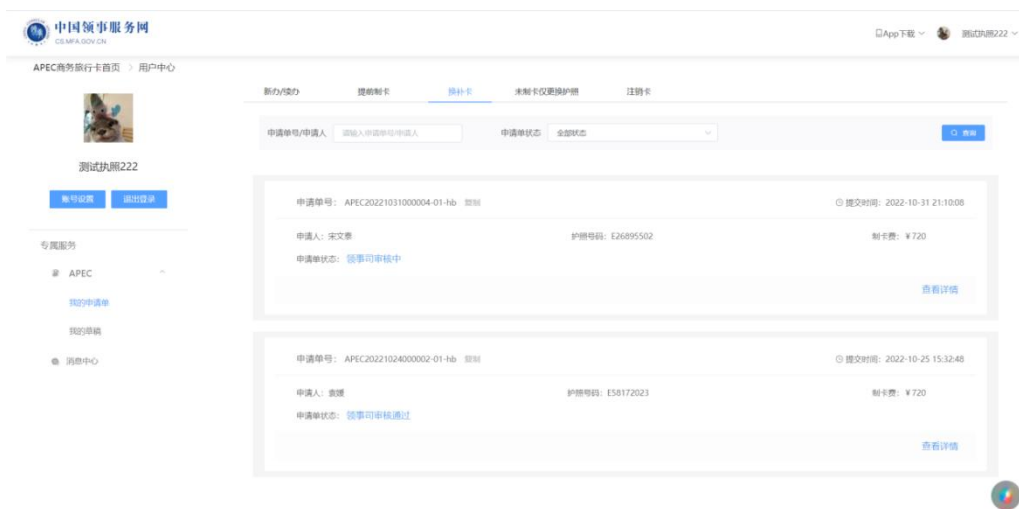 中国领事服务网
CS.MFA.GOV.CN
App下载
测试执照222
APEC商务旅行卡首页 > 用户中心
测试执照222
账号设置 退出登录
专属服务
APEC
我的申请单
我的草稿
消息中心
新办/续办 提前制卡 换补卡 未制卡仅更换护照 注销卡
申请单号/申请人 请输入申请单号/申请人 申请单状态 全部状态 查询
申请单号: APEC20221031000004-01-hb 复制 提交时间: 2022-10-31 21:10:08
申请人: 宋文章 护照号码: E26895502 制卡费: ¥720
申请单状态: 领事司审核中
查看详情
申请单号: APEC20221024000002-01-hb 复制 提交时间: 2022-10-25 15:32:48
申请人: 袁媛 护照号码: E58172023 制卡费: ¥720
申请单状态: 领事司审核通过
查看详情